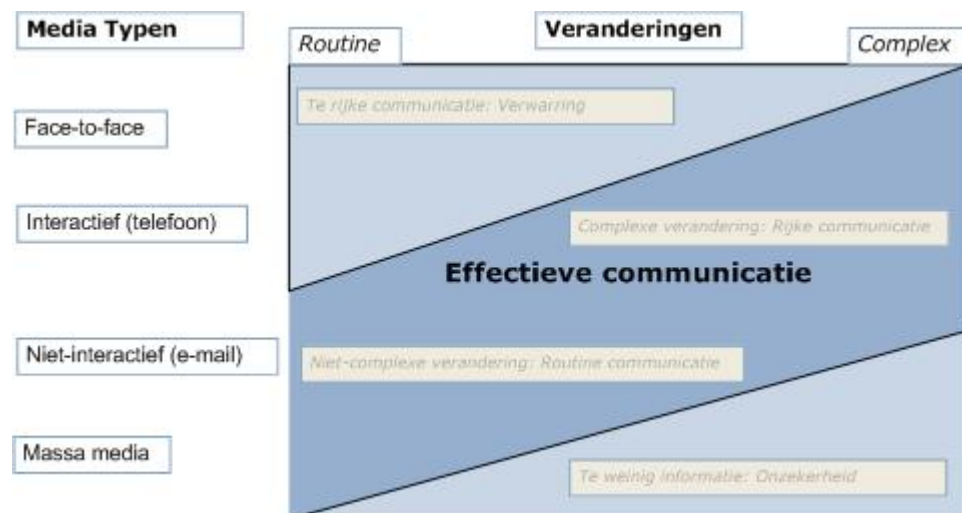 Media Typen
Veranderingen
Routine
Complex
Te rijke communicatie: Verwarring
Face-to-face
Interactief (telefoon)
Complexe verandering: Rijke communicatie
Effectieve communicatie
Niet-interactief (e-mail)
Niet-complexe verandering: Routine communicatie
Massa media
Te weinig informatie: Onzekerheid